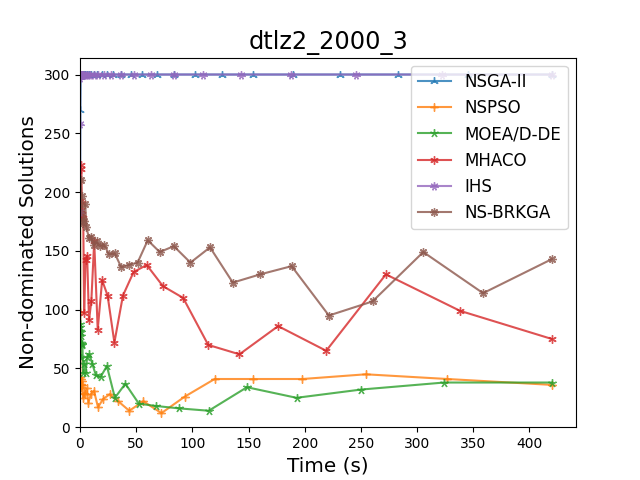 dtlz2_2000_3
Non-dominated Solutions
300
250
200
150
100
50
0
0 50 100 150 200 250 300 350 400
Time (s)
NSGA-II
NSPSO
MOEA/D-DE
MHACO
IHS
NS-BRKGA